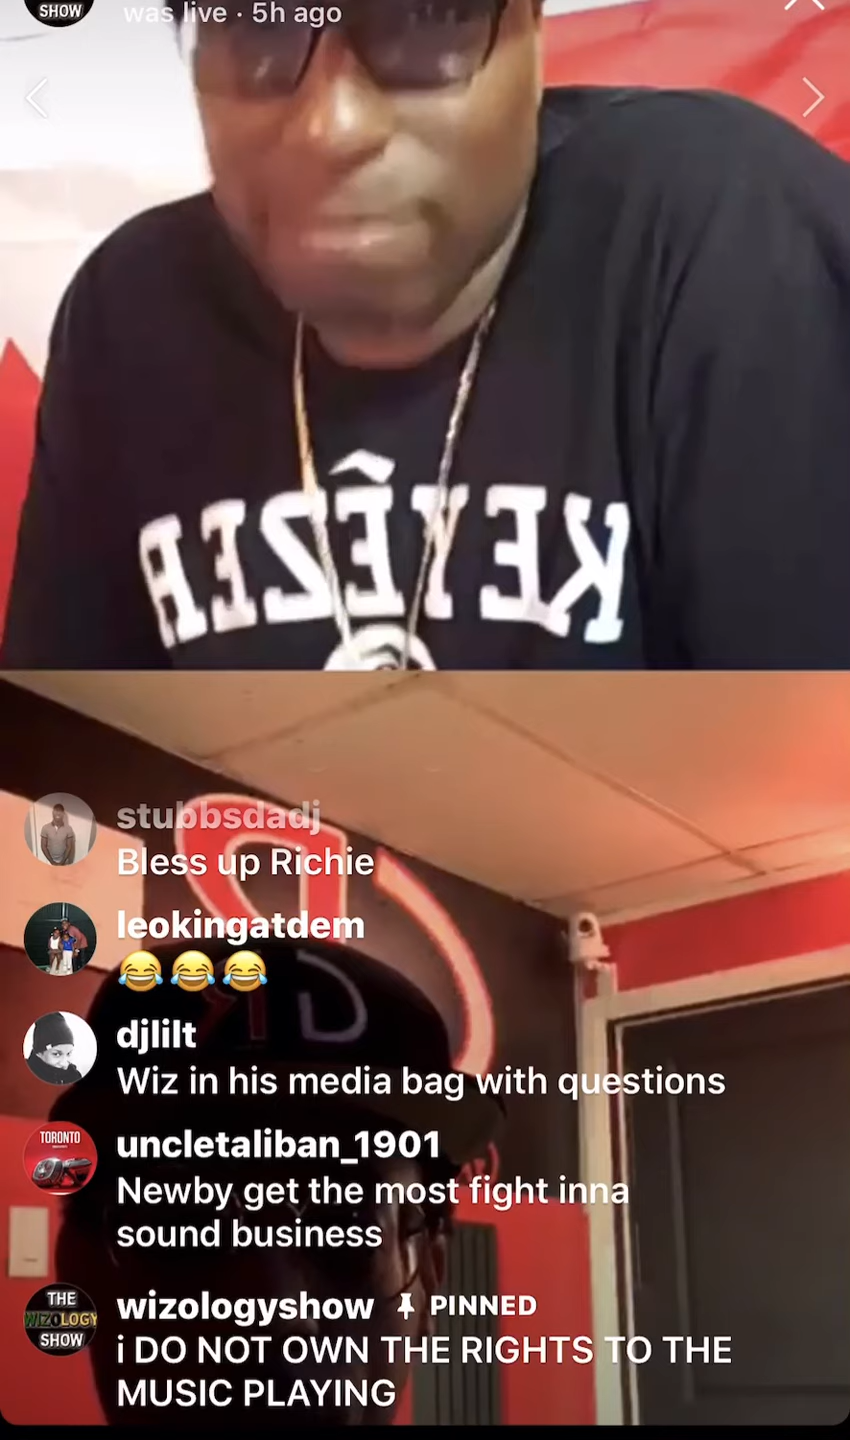 SHOW
was live · 5h ago
KEYÊZER
stubbsdadj
Bless up Richie
leokingatdem
😂😂😂
djlilt
Wiz in his media bag with questions
TORONTO
uncletaliban_1901
Newby get the most fight inna
sound business
THE
WIZOLOGY
SHOW
wizologyshow PINNED
i DO NOT OWN THE RIGHTS TO THE
MUSIC PLAYING